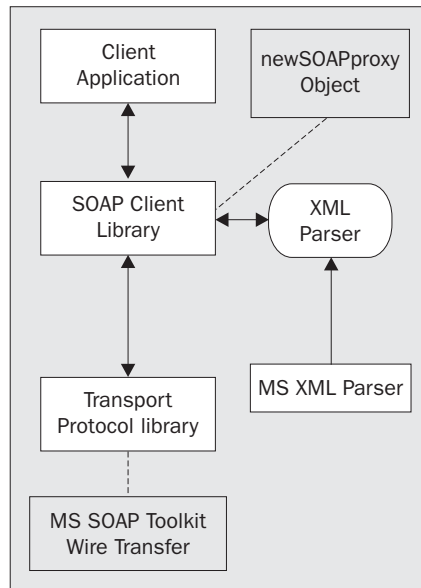 Client
Application
newSOAPproxy
Object
SOAP Client
Library
XML
Parser
Transport
Protocol library
MS XML Parser
MS SOAP Toolkit
Wire Transfer